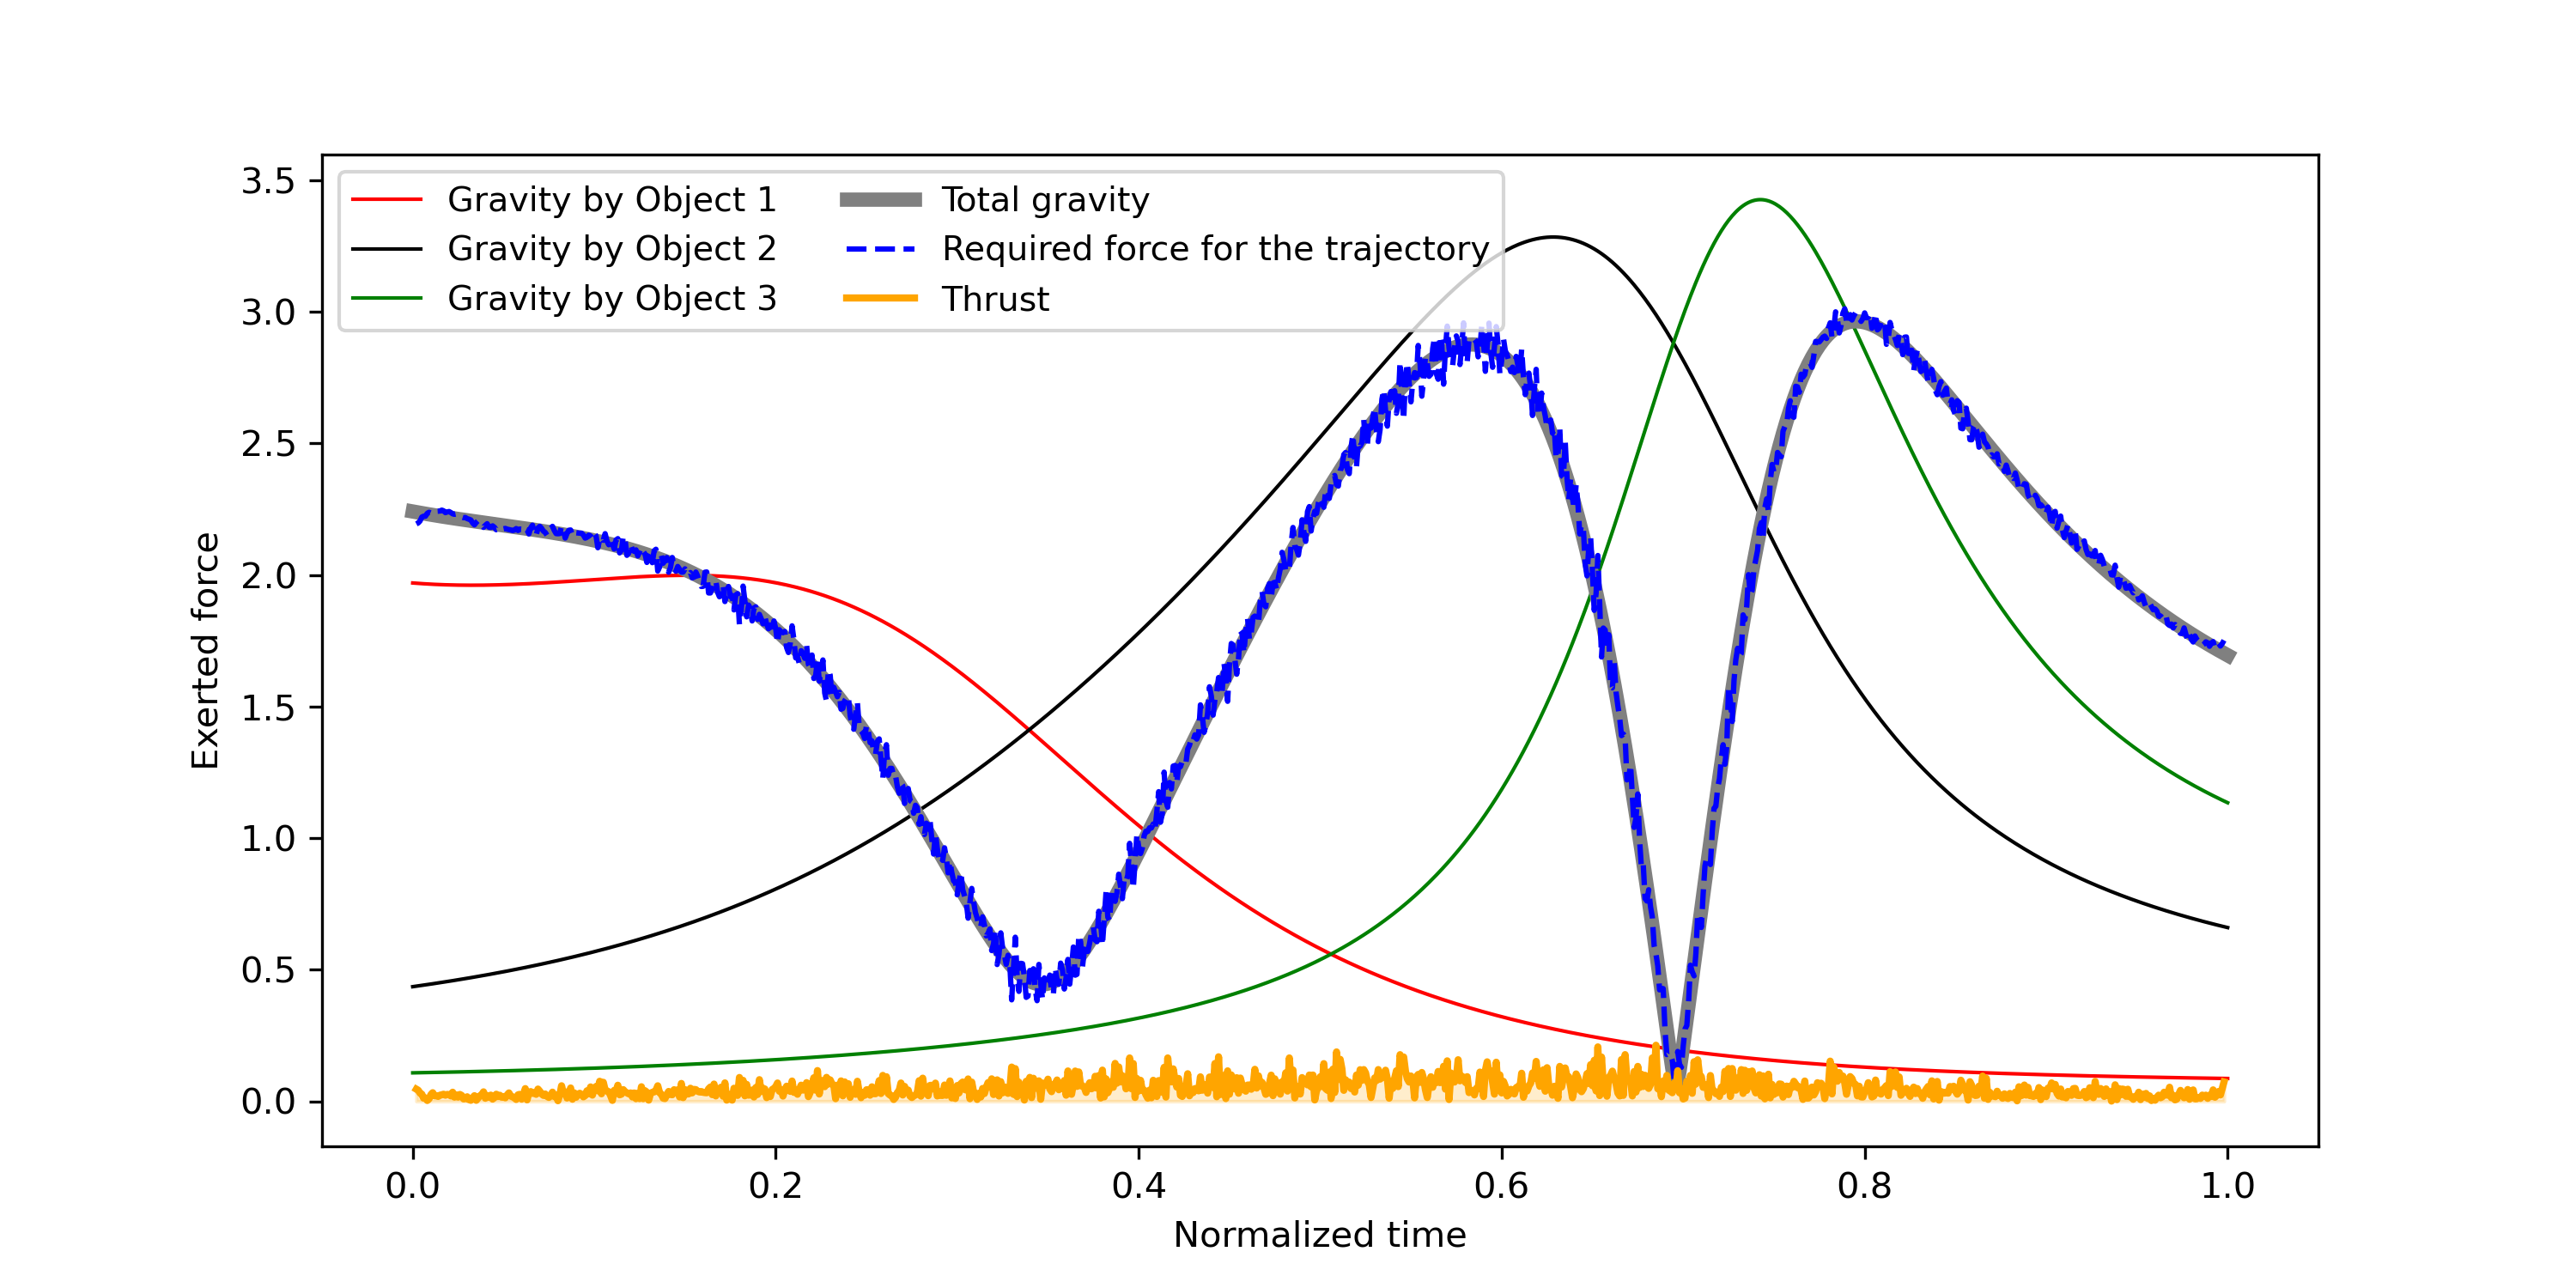 Gravity by Object 1
Gravity by Object 2
Gravity by Object 3
Total gravity
Required force for the trajectory
Thrust
3.5
3.0
2.5
2.0
1.5
1.0
0.5
0.0
Exerted force
0.0 0.2 0.4 0.6 0.8 1.0
Normalized time